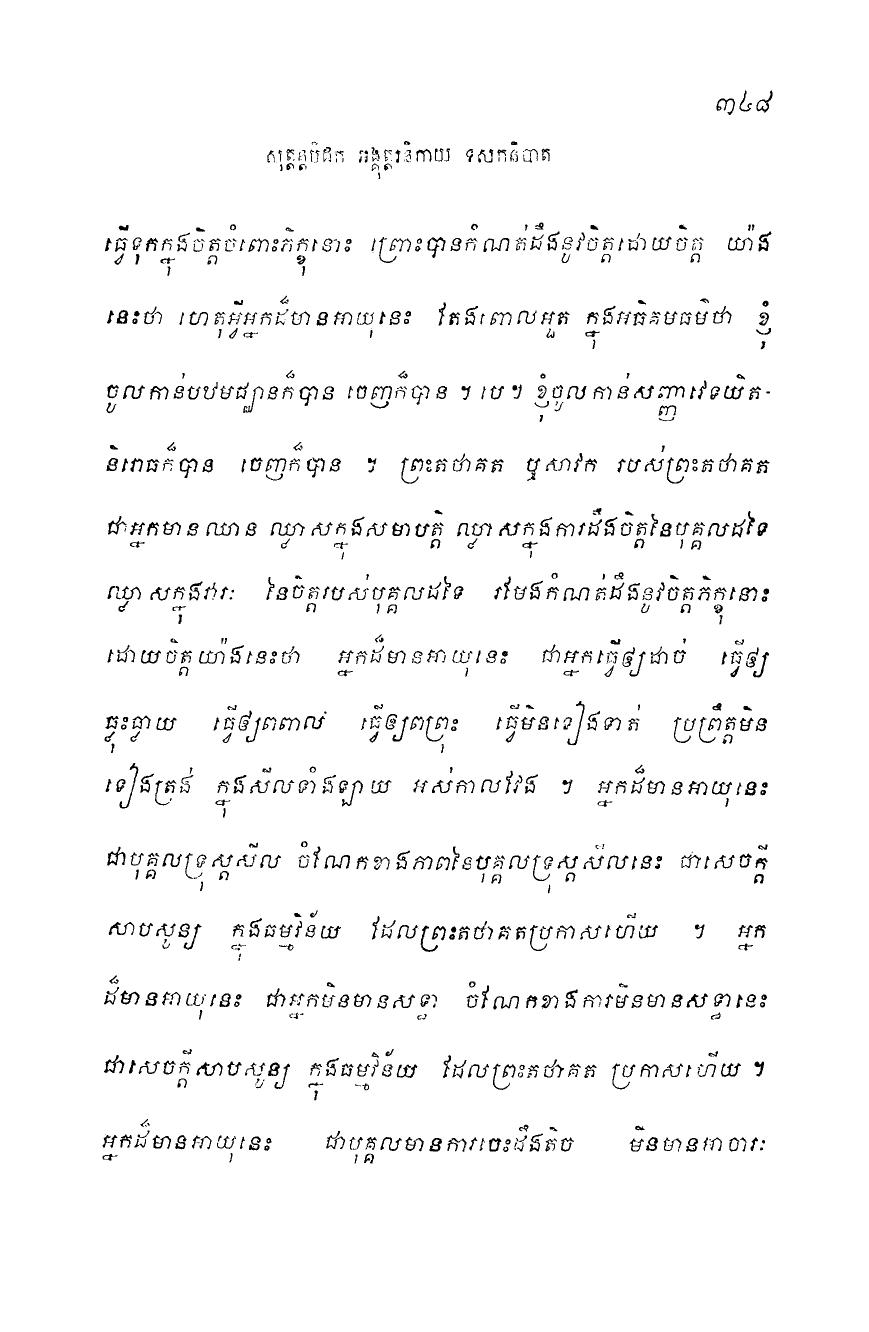 ៣៤៨
សុត្តន្តបិដក អង្គុត្តរនិកាយ ទសកនិបាត
ធ្វើទុកក្នុងចិត្តចំពោះភិក្ខុនោះ ព្រោះបានកំណត់ដឹងនូវចិត្តដោយចិត្ត យ៉ាង
នេះថា ហេតុអ្វីអ្នកដ៏មានអាយុនេះ តែងពោលអួត ក្នុងអធិគមធម៌ថា ខ្ញុំ
ចូលកាន់បឋមជ្ឈានក៏បាន ចេញក៏បាន ។ បេ ។ ខ្ញុំចូលកាន់សញ្ញាវេទយិត-
និរោធក៏បាន ចេញក៏បាន ។ ព្រះតថាគត ឬសាវក របស់ព្រះតថាគត
ជាអ្នកមានឈាន ឈ្លាសក្នុងសមាបត្តិ ឈ្លាសក្នុងការដឹងចិត្តនៃបុគ្គលដទៃ
ឈ្លាសក្នុងវារៈ នៃចិត្តរបស់បុគ្គលដទៃ រមែងកំណត់ដឹងនូវចិត្តភិក្ខុនោះ
ដោយចិត្តយ៉ាងនេះថា អ្នកដ៏មានអាយុនេះ ជាអ្នកធ្វើឲ្យដាច់ ធ្វើឲ្យ
ធ្លុះធ្លាយ ធ្វើឲ្យពពាល ធ្វើឲ្យពព្រុះ ធ្វើមិនទៀងទាត់ ប្រព្រឹត្តមិន
ទៀងត្រង់ ក្នុងសីលទាំងឡាយ អស់កាលវែង ។ អ្នកដ៏មានអាយុនេះ
ជាបុគ្គលទ្រុស្តសីល ចំណែកខាងភាពនៃបុគ្គលទ្រុស្តសីលនេះ ជាសេចក្តី
សាបសូន្យ ក្នុងធម្មវិន័យ ដែលព្រះតថាគតប្រកាសហើយ ។ អ្នក
ដ៏មានអាយុនេះ ជាអ្នកមិនមានសទ្ធា ចំណែកខាងការមិនមានសទ្ធានេះ
ជាសេចក្តីសាបសូន្យ ក្នុងធម្មវិន័យ ដែលព្រះតថាគត ប្រកាសហើយ ។
អ្នកដ៏មានអាយុនេះ ជាបុគ្គលមានការចេះដឹងតិច មិនមានអាចារៈ